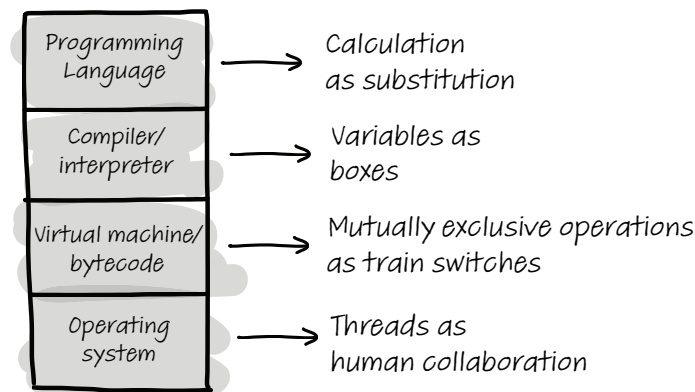 Programming
Language
Calculation
as substitution
Compiler/
interpreter
Variables as
boxes
Virtual machine/
bytecode
Mutually exclusive operations
as train switches
Operating
system
Threads as
human collaboration